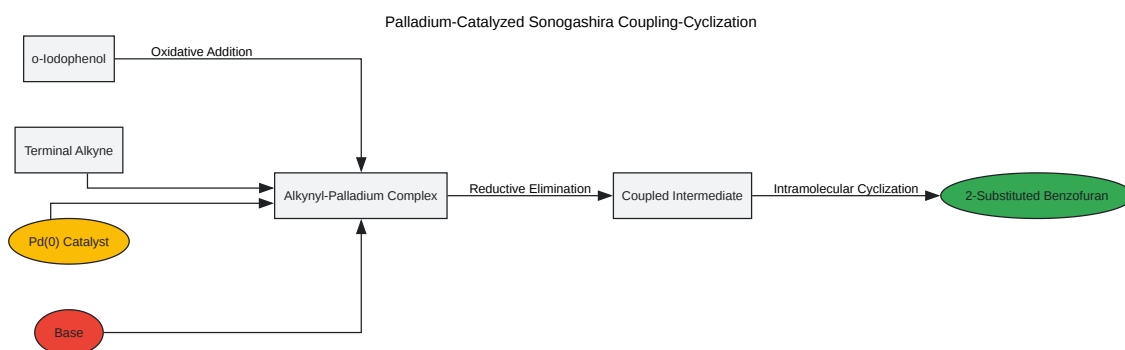 Palladium-Catalyzed Sonogashira Coupling-Cyclization
o-Iodophenol
Oxidative Addition
Terminal Alkyne
Alkynyl-Palladium Complex
Reductive Elimination
Coupled Intermediate
Intramolecular Cyclization
2-Substituted Benzofuran
Pd(0) Catalyst
Base